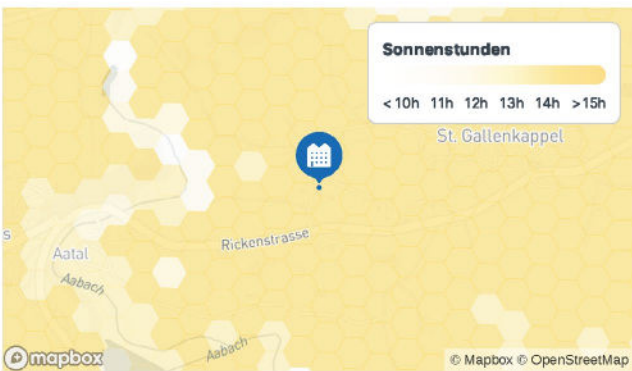 Sonnenstunden
< 10h 11h 12h 13h 14h > 15h
St. Gallenkappel
Rickenstrasse
s
Aatal
Aabach
Aabach
mapbox
© Mapbox © OpenStreetMap